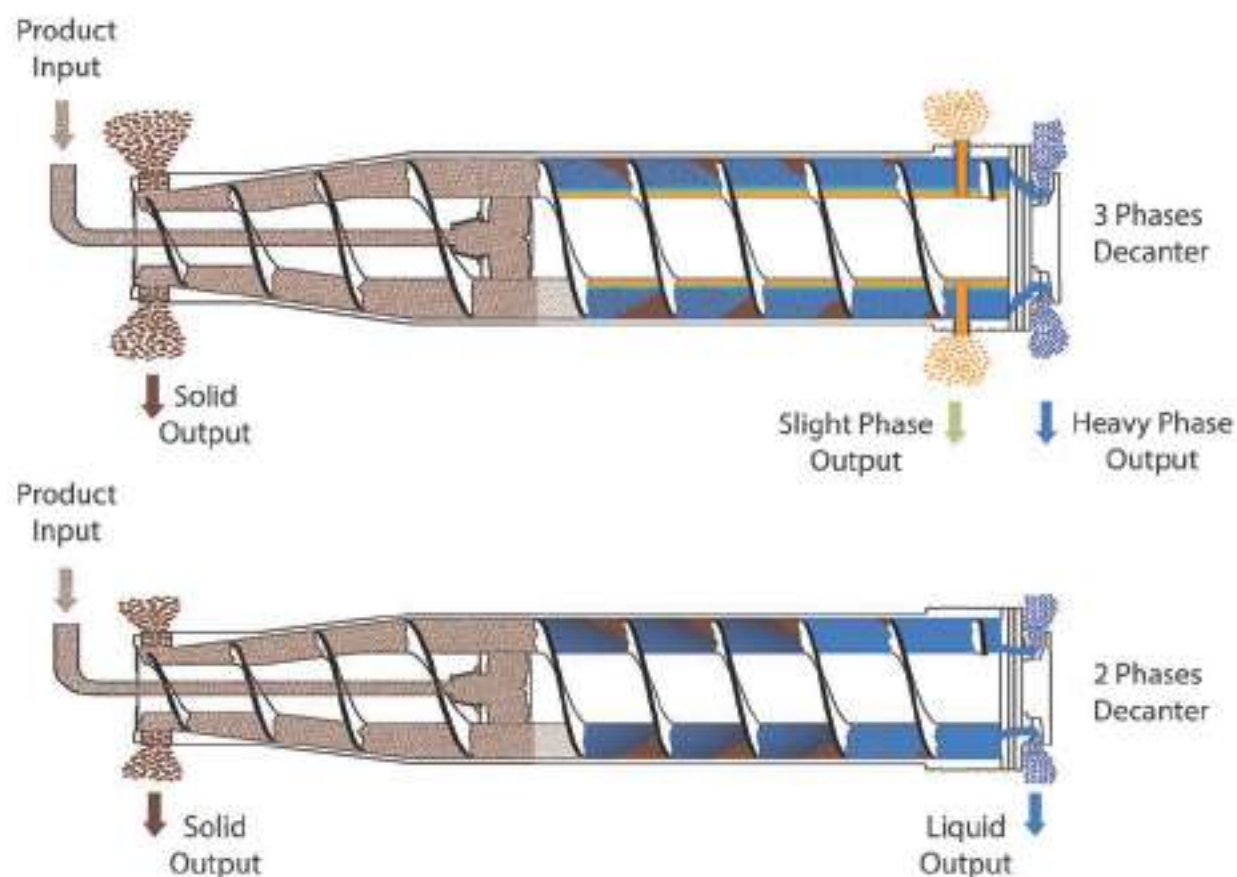 Product
Input
3 Phases
Decanter
Solid
Output
Slight Phase
Output
Heavy Phase
Output
Product
Input
2 Phases
Decanter
Solid
Output
Liquid
Output